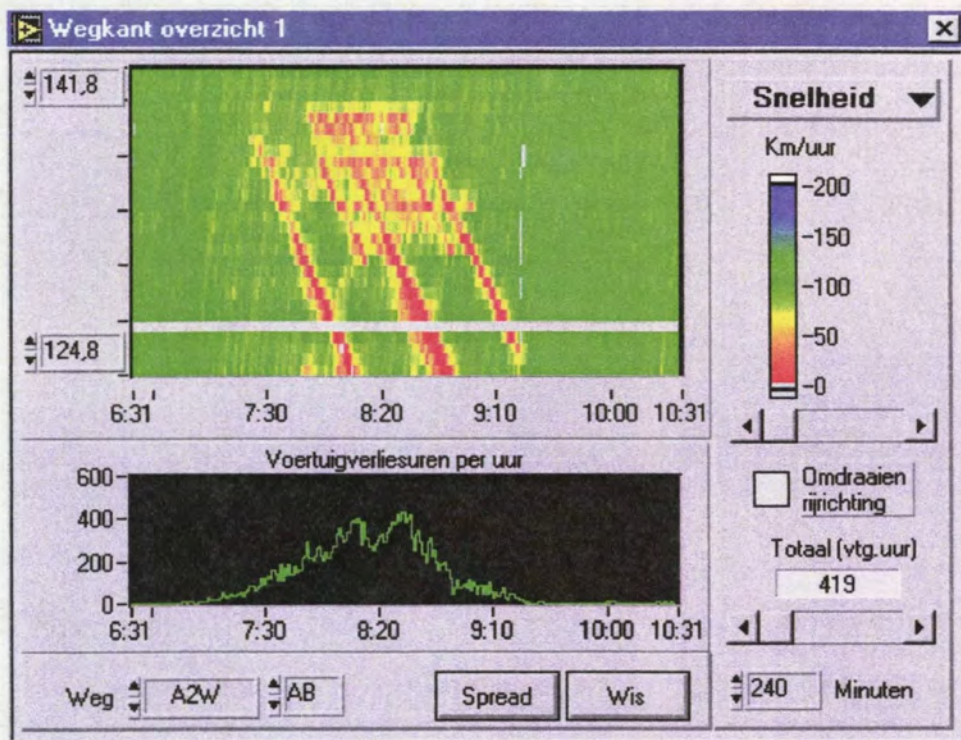 Wegkant overzicht 1
141,8
124,8
6:31 7:30 8:20 9:10 10:00 10:31
Snelheid
Km/uur
200
150
100
50
0
Voertuigverliesuren per uur
600
400
200
0
6:31 7:30 8:20 9:10 10:00 10:31
Omdraaien
rijrichting
Totaal (vtg.uur)
419
Weg A2W AB Spread Wis
240 Minuten